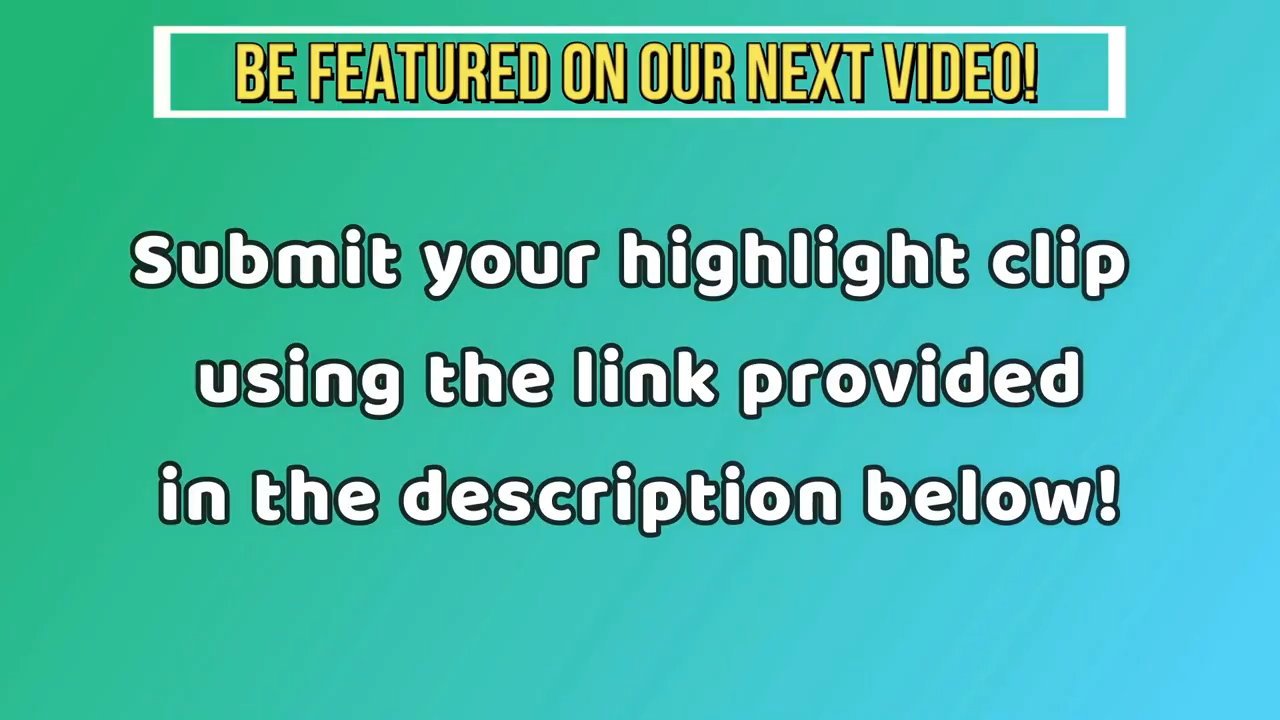 BE FEATURED ON OUR NEXT VIDEO!
Submit your highlight clip
using the link provided
in the description below!